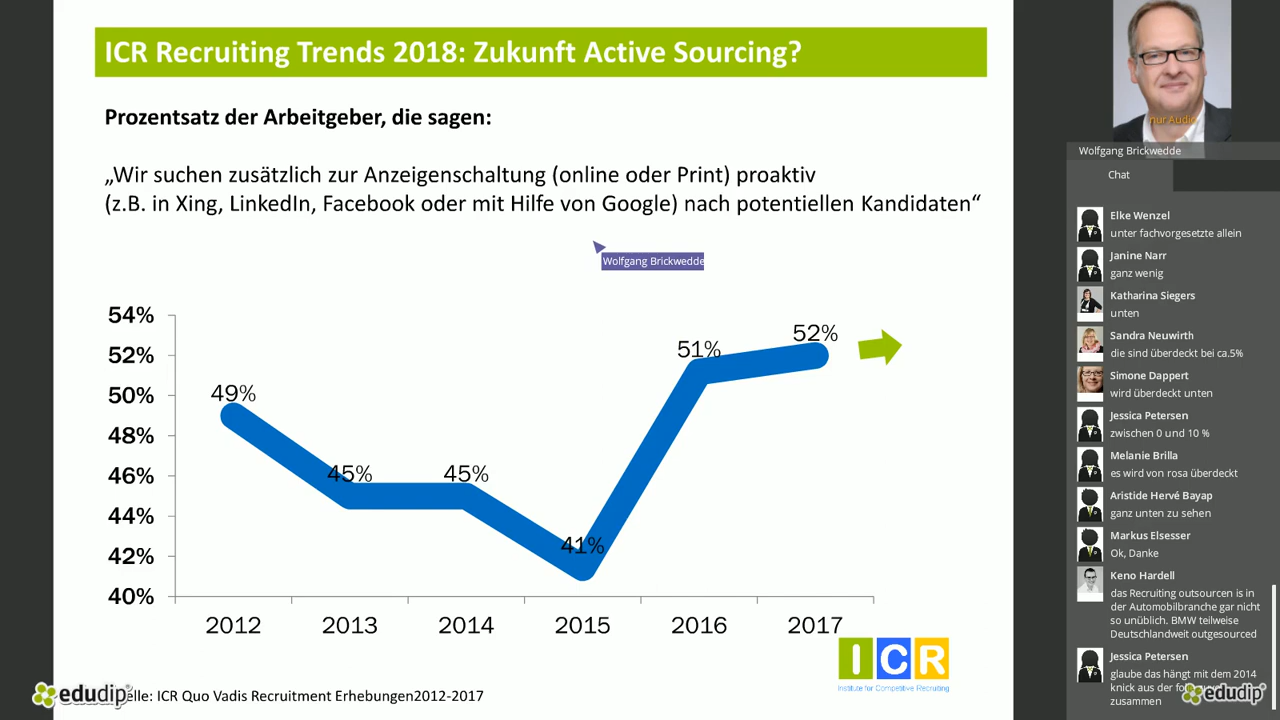 ICR Recruiting Trends 2018: Zukunft Active Sourcing?
Prozentsatz der Arbeitgeber, die sagen:
„Wir suchen zusätzlich zur Anzeigenschaltung (online oder Print) proaktiv
(z.B. in Xing, LinkedIn, Facebook oder mit Hilfe von Google) nach potentiellen Kandidaten“
Wolfgang Brickwedde
54%
52%
50%
48%
46%
44%
42%
40%
49%
45%
45%
41%
51%
52%
2012 2013 2014 2015 2016 2017
ICR
Institute for Competitive Recruiting
ICR Quo Vadis Recruitment Erhebungen2012-2017
edudip
nur Audio
Wolfgang Brickwedde
Chat
Elke Wenzel
unter fachvorgesetzte allein
Janine Narr
ganz wenig
Katharina Siegers
unten
Sandra Neuwirth
die sind überdeckt bei ca.5%
Simone Dappert
wird überdeckt unten
Jessica Petersen
zwischen 0 und 10 %
Melanie Brilla
es wird von rosa überdeckt
Aristide Hervé Bayap
ganz unten zu sehen
Markus Elsesser
Ok, Danke
Keno Hardell
das Recruiting outsourcen is in
der Automobilbranche gar nicht
so unüblich. BMW teilweise
Deutschlandweit outgesourced
Jessica Petersen
glaube das hängt mit dem 2014
knick aus der
zusammen
edudip